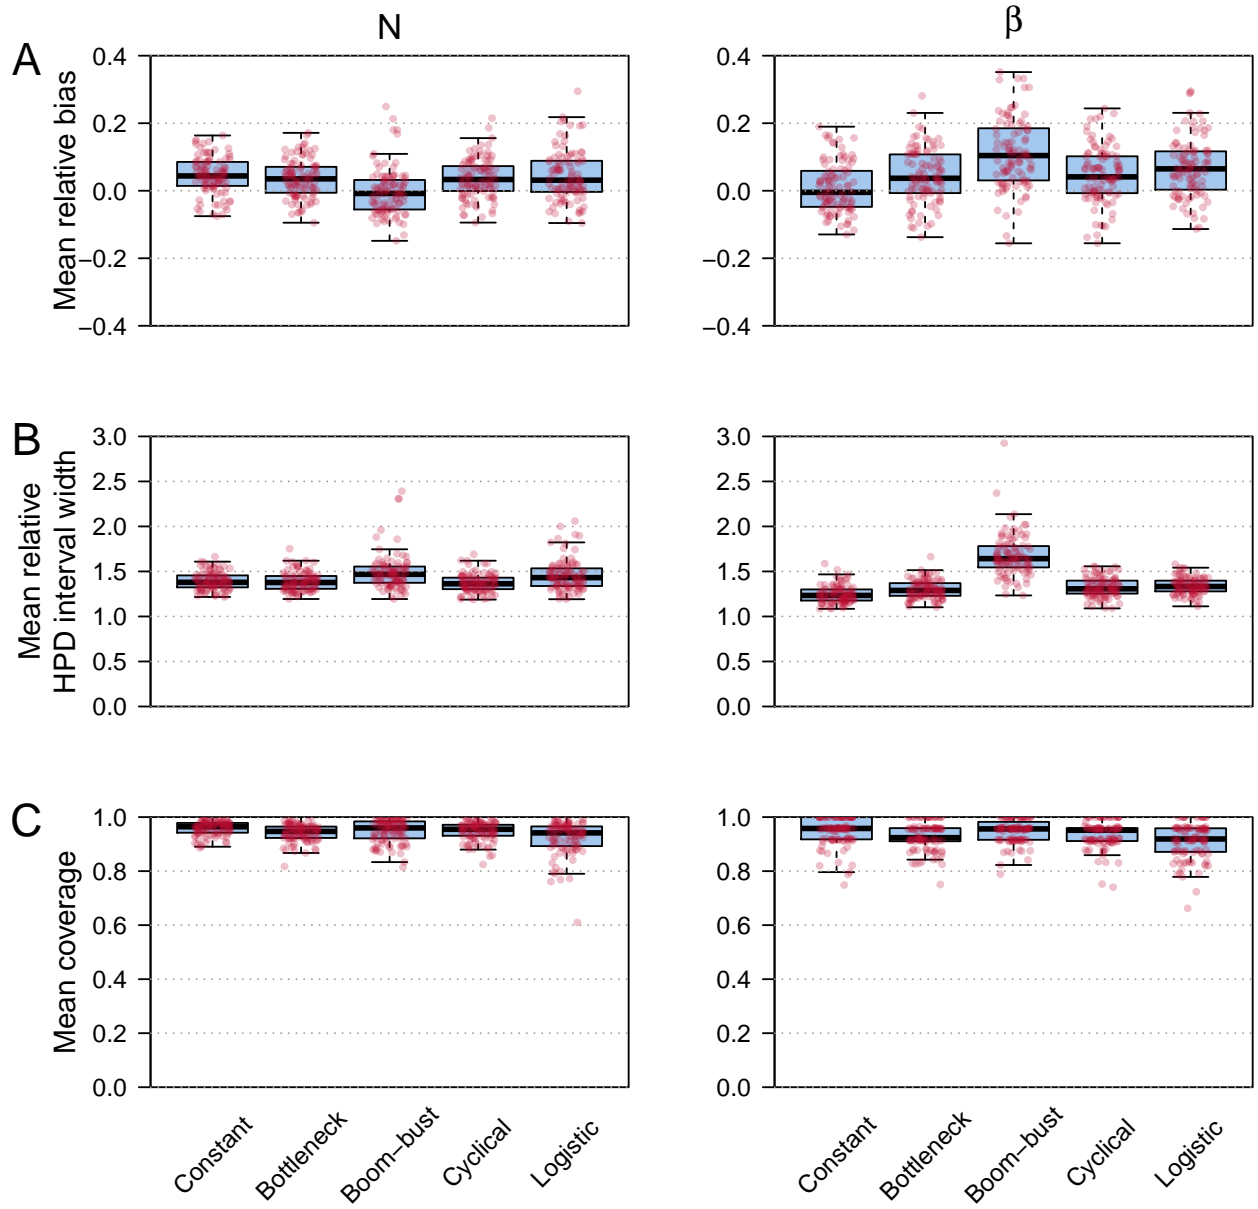 N
β
A
Mean relative bias
0.4
0.2
0.0
−0.2
−0.4
0.4
0.2
0.0
−0.2
−0.4
B
Mean relative
HPD interval width
3.0
2.5
2.0
1.5
1.0
0.5
0.0
3.0
2.5
2.0
1.5
1.0
0.5
0.0
C
Mean coverage
1.0
0.8
0.6
0.4
0.2
0.0
1.0
0.8
0.6
0.4
0.2
0.0
Constant
Bottleneck
Boom−bust
Cyclical
Logistic
Constant
Bottleneck
Boom−bust
Cyclical
Logistic